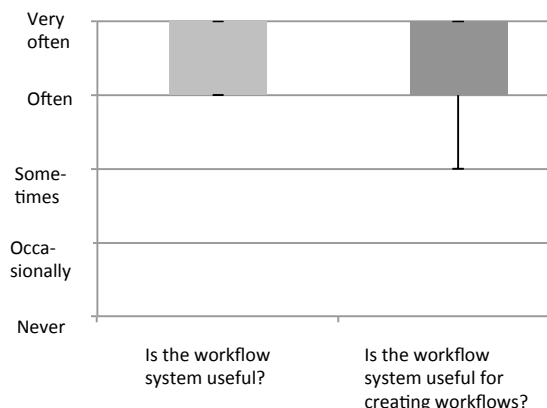 Very
often
Often
Some-
times
Occa-
sionally
Never
Is the workflow
system useful?
Is the workflow
system useful for
creating workflows?